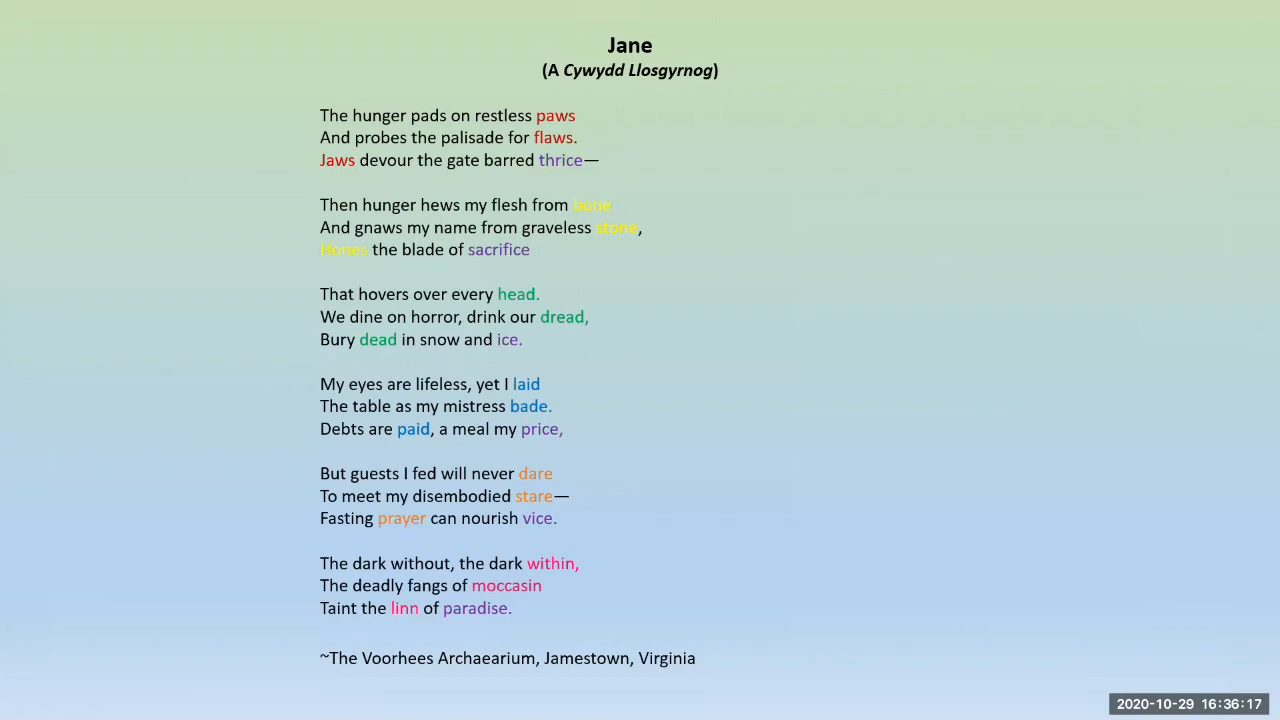 Jane
(A Cywydd Llosgyrnog)
The hunger pads on restless paws
And probes the palisade for flaws.
Jaws devour the gate barred thrice—
Then hunger hews my flesh from bone
And gnaws my name from graveless stone,
Hones the blade of sacrifice
That hovers over every head.
We dine on horror, drink our dread,
Bury dead in snow and ice.
My eyes are lifeless, yet I laid
The table as my mistress bade.
Debts are paid, a meal my price,
But guests I fed will never dare
To meet my disembodied stare—
Fasting prayer can nourish vice.
The dark without, the dark within,
The deadly fangs of moccasin
Taint the linn of paradise.
~The Voorhees Archaearium, Jamestown, Virginia
2020-10-29 16:36:17